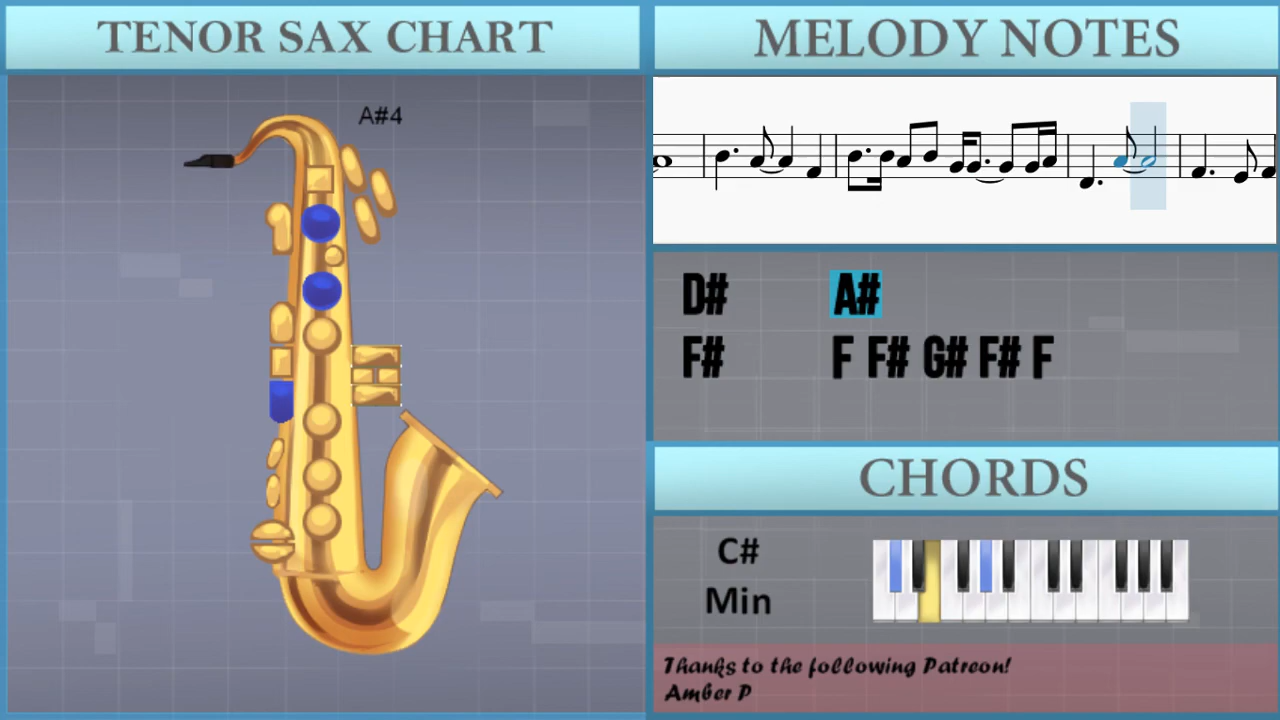 TENOR SAX CHART
A#4
MELODY NOTES
D# A#
F# F F# G# F# F
CHORDS
C#
Min
Thanks to the following Patreon!
Amber P